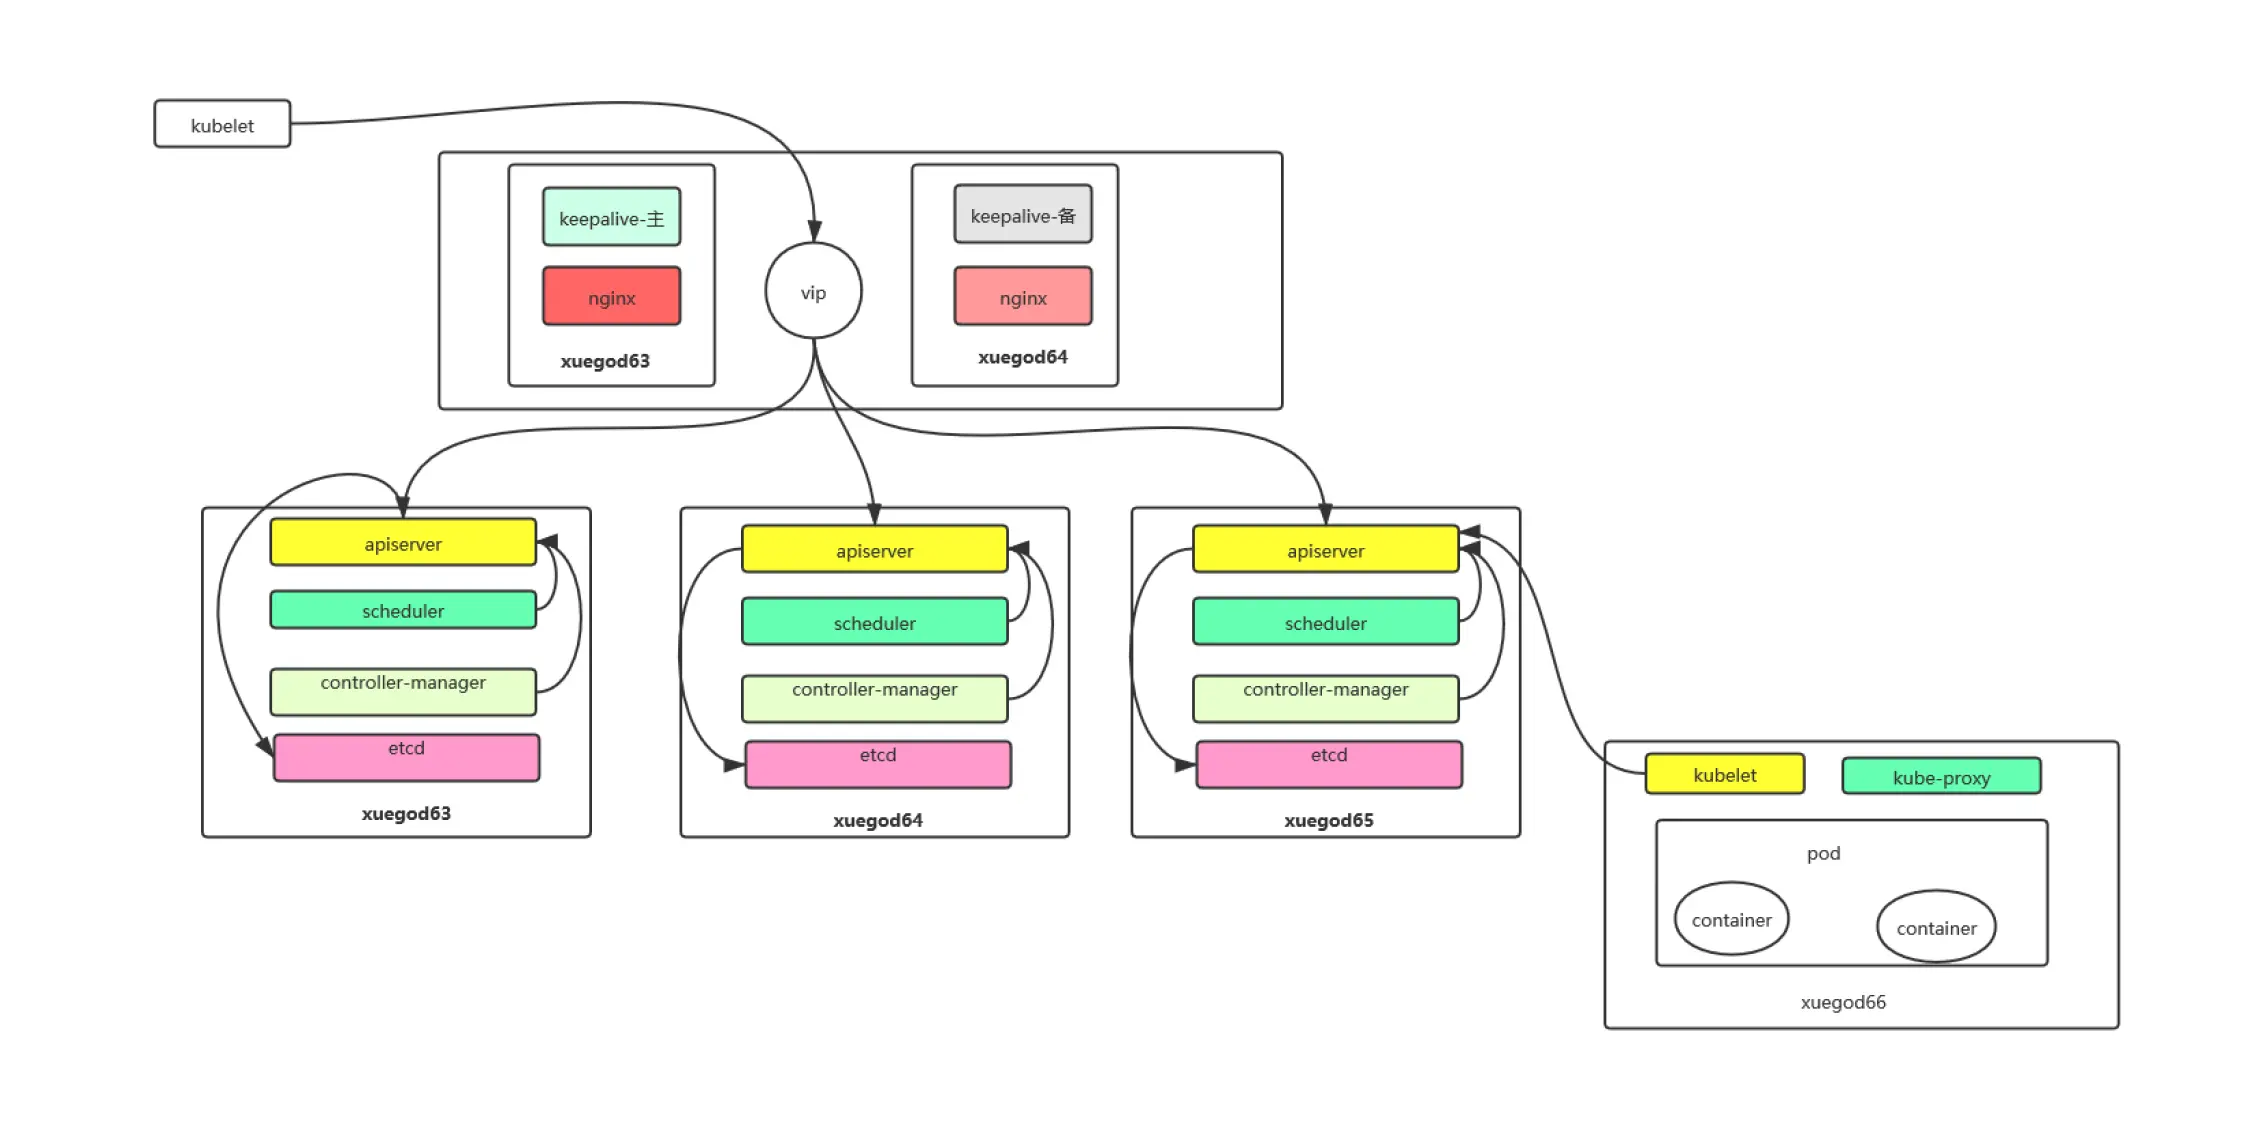 kubelet
keepalive-主
nginx
xuegod63
vip
keepalive-备
nginx
xuegod64
apiserver
scheduler
controller-manager
etcd
xuegod63
apiserver
scheduler
controller-manager
etcd
xuegod64
apiserver
scheduler
controller-manager
etcd
xuegod65
kubelet
kube-proxy
pod
container
container
xuegod66